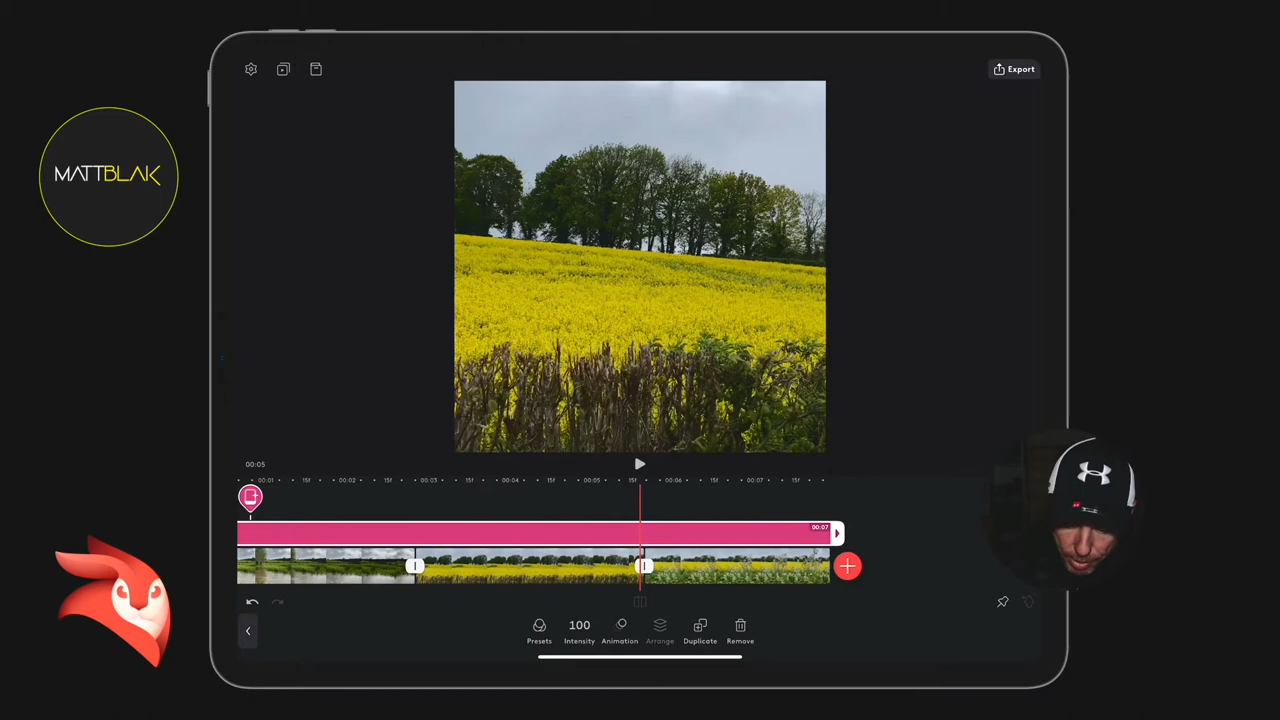 Export
MATTBLAK
00:05
00:01 15f 00:02 15f 00:03 15f 00:04 15f 00:05 15f 00:06 15f 00:07 15f
00:07
100
Presets Intensity Animation Arrange Duplicate Remove